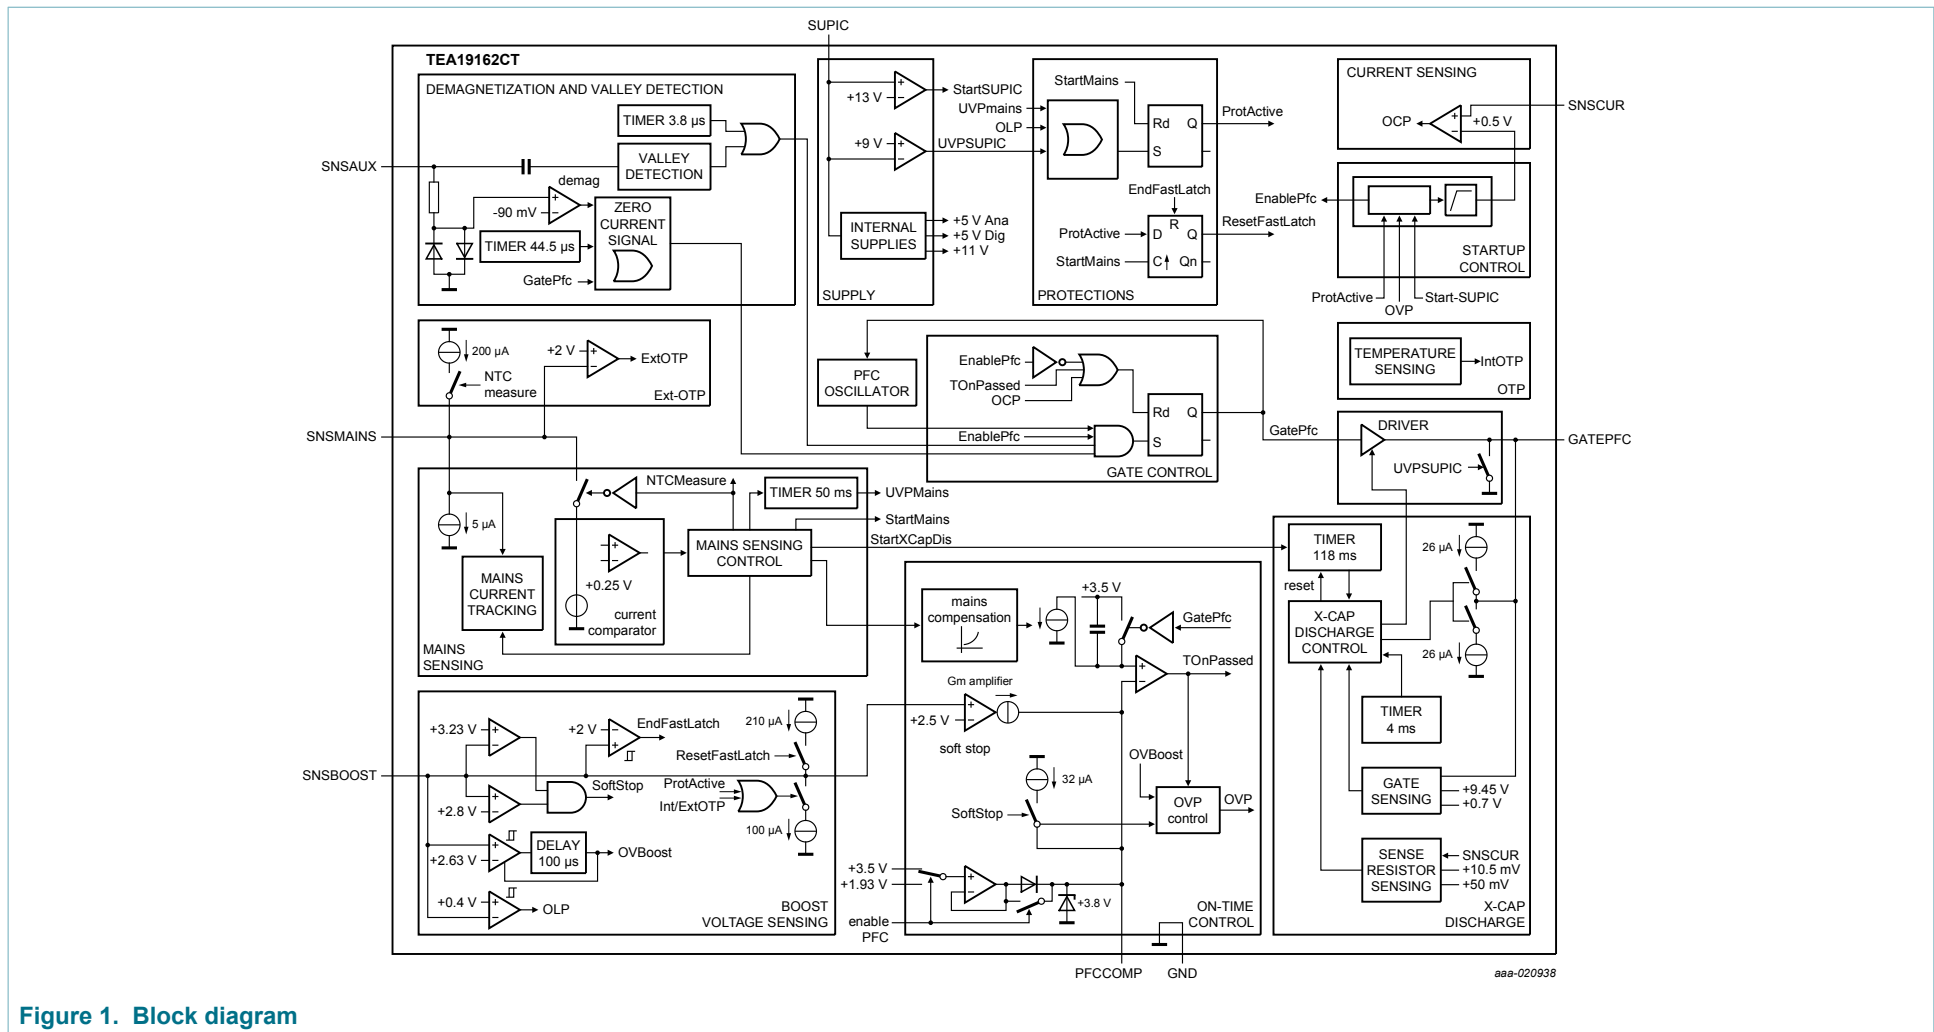 SUPIC
TEA19162CT
DEMAGNETIZATION AND VALLEY DETECTION
TIMER 3.8 µs
VALLEY
DETECTION
SNSAUX
demag
-90 mV
ZERO
CURRENT
SIGNAL
TIMER 44.5 µs
GatePfc
+13 V
StartSUPIC
+9 V
UVPSUPIC
INTERNAL
SUPPLIES
+5 V Ana
+5 V Dig
+11 V
SUPPLY
StartMains
UVPmains
OLP
Rd
Q
S
ProtActive
EndFastLatch
R
ProtActive
D
Q
ResetFastLatch
StartMains
C
Qn
PROTECTIONS
CURRENT SENSING
SNSCUR
OCP
+0.5 V
EnablePfc
STARTUP
CONTROL
ProtActive
OVP
Start-SUPIC
200 µA
NTC
measure
+2 V
ExtOTP
Ext-OTP
PFC
OSCILLATOR
EnablePfc
TOnPassed
OCP
EnablePfc
Rd
Q
S
GATE CONTROL
TEMPERATURE
SENSING
IntOTP
OTP
SNSMAINS
GatePfc
DRIVER
GATEPFC
UVPSUPIC
5 µA
NTCMeasure
TIMER 50 ms
UVPMains
StartMains
StartXCapDis
MAINS SENSING
CONTROL
MAINS
CURRENT
TRACKING
+0.25 V
current
comparator
MAINS
SENSING
mains
compensation
+3.5 V
GatePfc
TOnPassed
Gm amplifier
+2.5 V
soft stop
32 µA
SoftStop
OVBoost
OVP
control
OVP
+3.5 V
+1.93 V
+3.8 V
enable
PFC
ON-TIME
CONTROL
TIMER
118 ms
26 µA
reset
X-CAP
DISCHARGE
CONTROL
26 µA
TIMER
4 ms
GATE
SENSING
+9.45 V
+0.7 V
SENSE
RESISTOR
SENSING
SNSCUR
+10.5 mV
+50 mV
X-CAP
DISCHARGE
SNSBOOST
+3.23 V
+2 V
EndFastLatch
210 µA
ResetFastLatch
SoftStop
ProtActive
Int/ExtOTP
+2.8 V
100 µA
+2.63 V
DELAY
100 µs
OVBoost
+0.4 V
OLP
BOOST
VOLTAGE SENSING
PFCCOMP
GND
aaa-020938
Figure 1. Block diagram